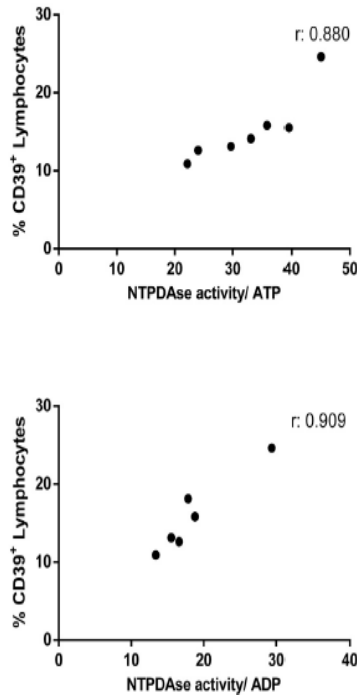 30
r: 0.880
20
10
0
0 10 20 30 40 50
% CD39⁺ Lymphocytes
NTPDAse activity/ ATP
30
r: 0.909
20
10
0
0 10 20 30 40
% CD39⁺ Lymphocytes
NTPDAse activity/ ADP